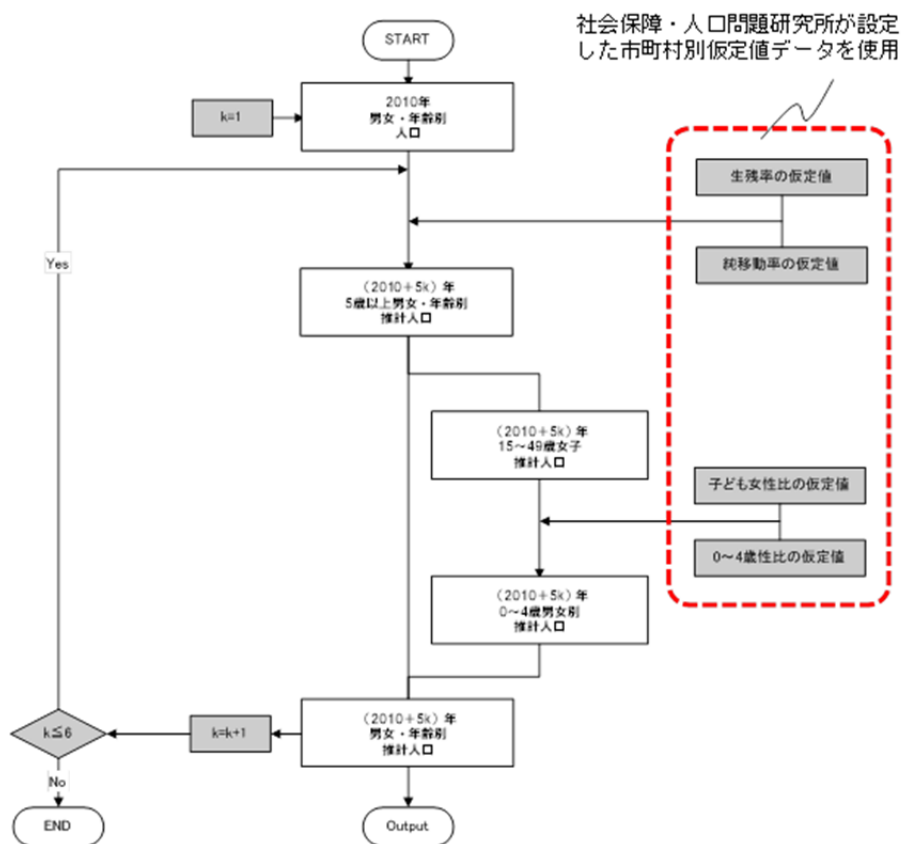 社会保障・人口問題研究所が設定
した市町村別仮定値データを使用
START
k=1
2010年
男女・年齢別
人口
生残率の仮定値
純移動率の仮定値
Yes
(2010+5k)年
5歳以上男女・年齢別
推計人口
(2010+5k)年
15～49歳女子
推計人口
子ども女性比の仮定値
0～4歳性比の仮定値
(2010+5k)年
0～4歳男女別
推計人口
(2010+5k)年
男女・年齢別
推計人口
k=k+1
k≦6
No
END
Output